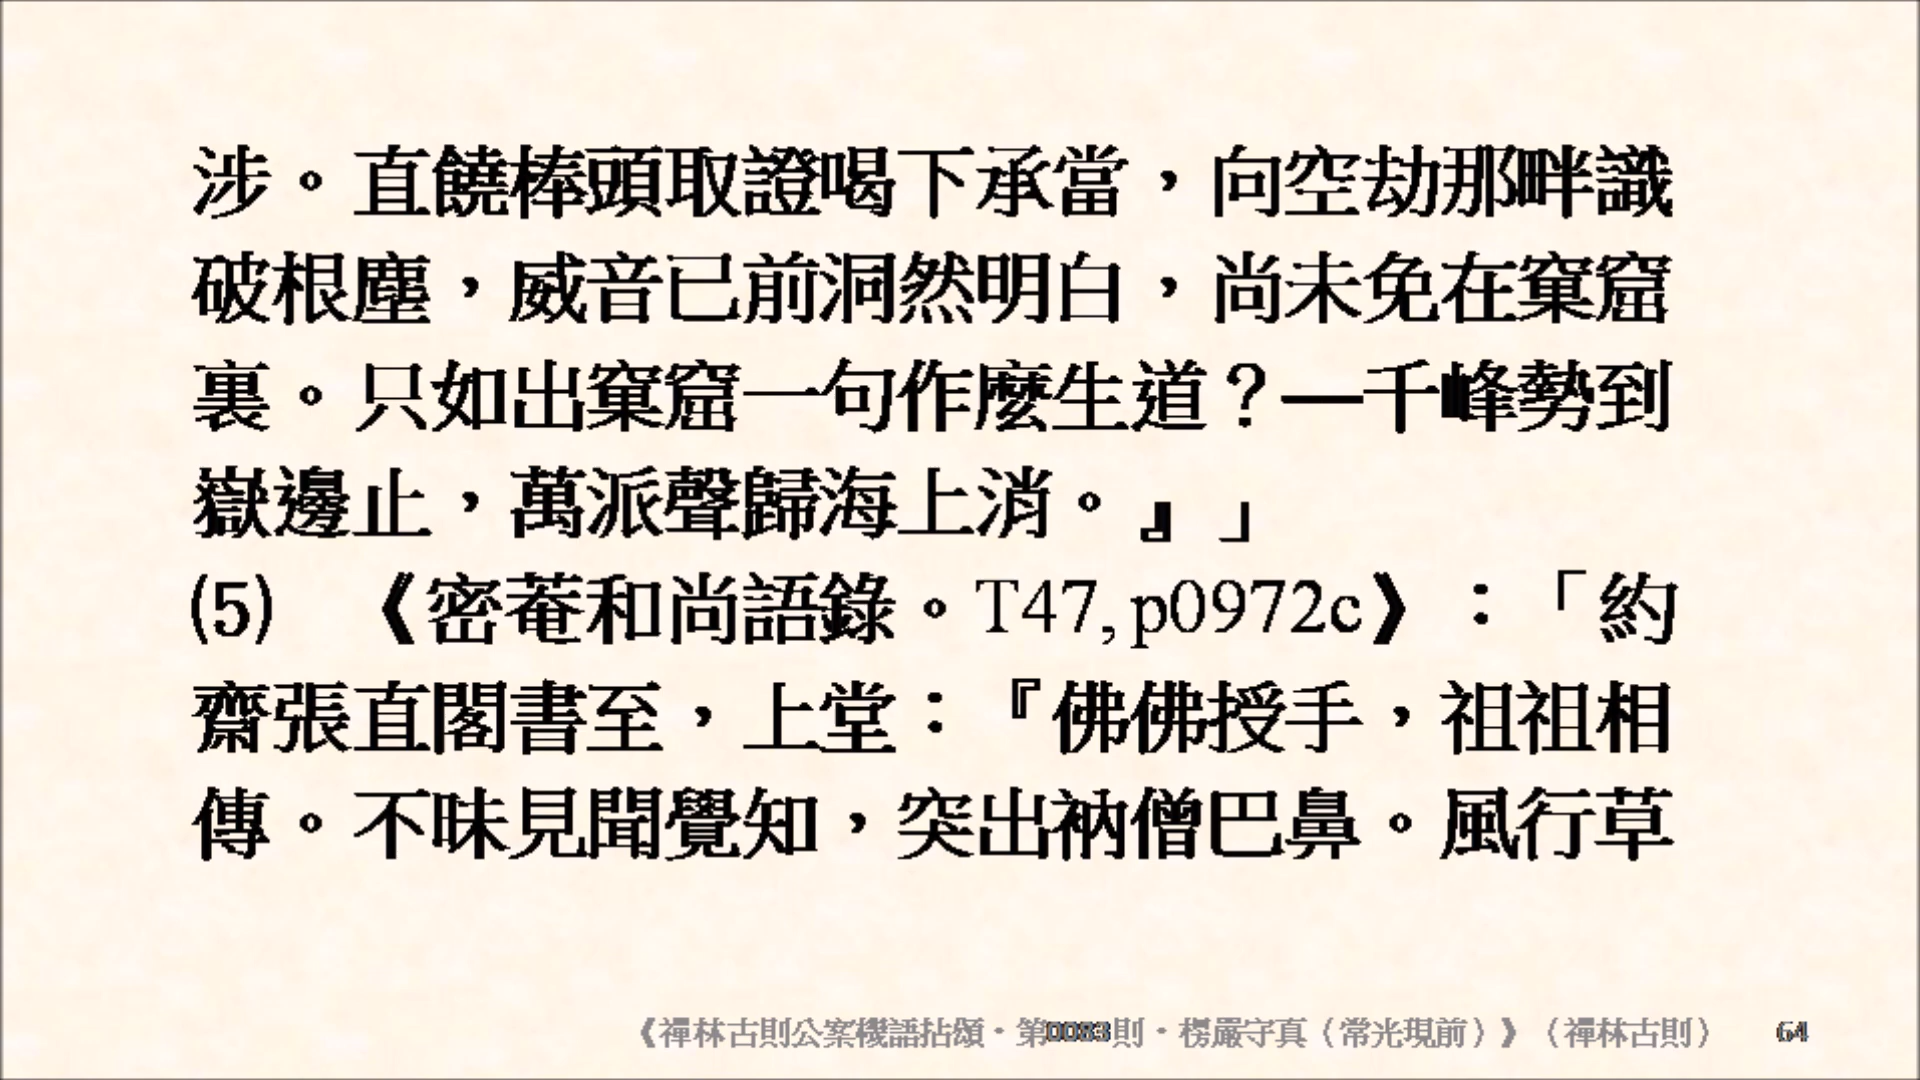 涉。直饒棒頭取證喝下承當，向空劫那畔識
破根塵，威音已前洞然明白，尚未免在窠窟
裏。只如出窠窟一句作麼生道？—千峰勢到
嶽邊止，萬派聲歸海上消。』」
(5)　《密菴和尚語錄。T47, p0972c》：「約
齋張直閣書至，上堂：『佛佛授手，祖祖相
傳。不昧見聞覺知，突出衲僧巴鼻。風行草
《禪林古則公案機語拈頌・第0083則・楞嚴守真（常光現前）》（禪林古則） 64